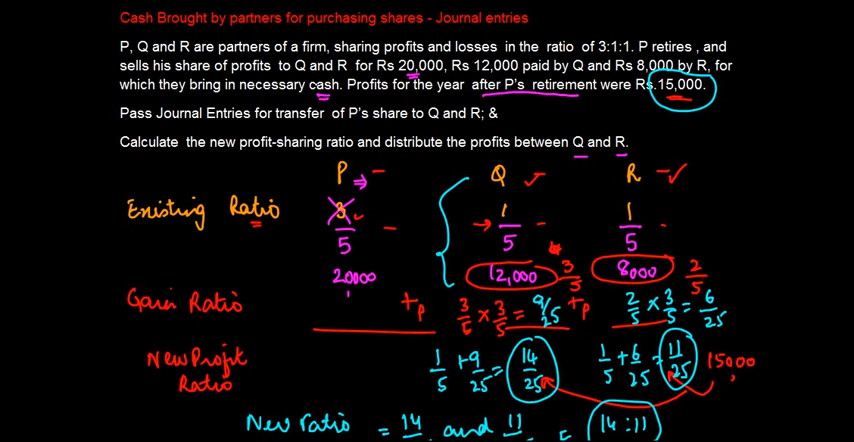 Cash Brought by partners for purchasing shares - Journal entries
P, Q and R are partners of a firm, sharing profits and losses in the ratio of 3:1:1. P retires , and
sells his share of profits to Q and R for Rs 20,000, Rs 12,000 paid by Q and Rs 8,000 by R, for
which they bring in necessary cash. Profits for the year after P's retirement were Rs.15,000.
Pass Journal Entries for transfer of P's share to Q and R; &
Calculate the new profit-sharing ratio and distribute the profits between Q and R.
P Q R
Existing Ratio 3/5 1/5 1/5
20000 12,000 3/5 8000 2/5
Gain Ratio +P 3/5 × 3/5 = 9/25 +P 2/5 × 3/5 = 6/25
New Profit Ratio 1/5 + 9/25 = 14/25 1/5 + 6/25 = 11/25 15000
New ratio = 14 and 11 = 14:11